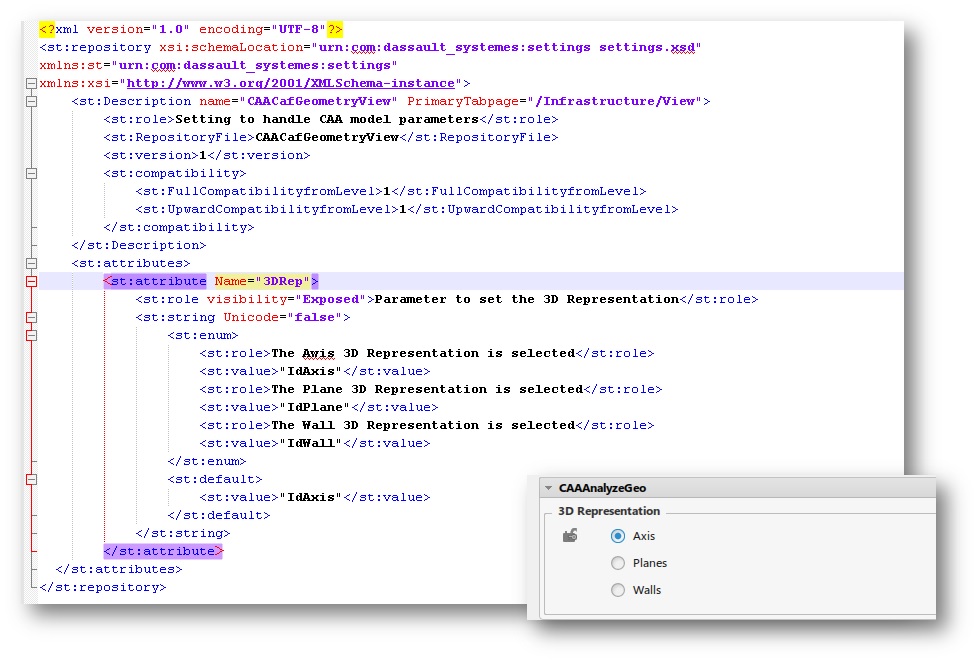 <?xml version="1.0" encoding="UTF-8"?>
<st:repository xsi:schemaLocation="urn:com:dassault_systemes:settings settings.xsd"
xmlns:st="urn:com:dassault_systemes:settings"
xmlns:xsi="http://www.w3.org/2001/XMLSchema-instance">
<st:Description name="CAACafGeometryView" PrimaryTabpage="/Infrastructure/View">
<st:role>Setting to handle CAA model parameters</st:role>
<st:RepositoryFile>CAACafGeometryView</st:RepositoryFile>
<st:version>1</st:version>
<st:compatibility>
<st:FullCompatibilityfromLevel>1</st:FullCompatibilityfromLevel>
<st:UpwardCompatibilityfromLevel>1</st:UpwardCompatibilityfromLevel>
</st:compatibility>
</st:Description>
<st:attributes>
<st:attribute Name="3DRep">
<st:role visibility="Exposed">Parameter to set the 3D Representation</st:role>
<st:string Unicode="false">
<st:enum>
<st:role>The Awis 3D Representation is selected</st:role>
<st:value>"IdAxis"</st:value>
<st:role>The Plane 3D Representation is selected</st:role>
<st:value>"IdPlane"</st:value>
<st:role>The Wall 3D Representation is selected</st:role>
<st:value>"IdWall"</st:value>
</st:enum>
<st:default>
<st:value>"IdAxis"</st:value>
</st:default>
</st:string>
</st:attribute>
</st:attributes>
</st:repository>
CAAAnalyzeGeo
3D Representation
Axis
Planes
Walls